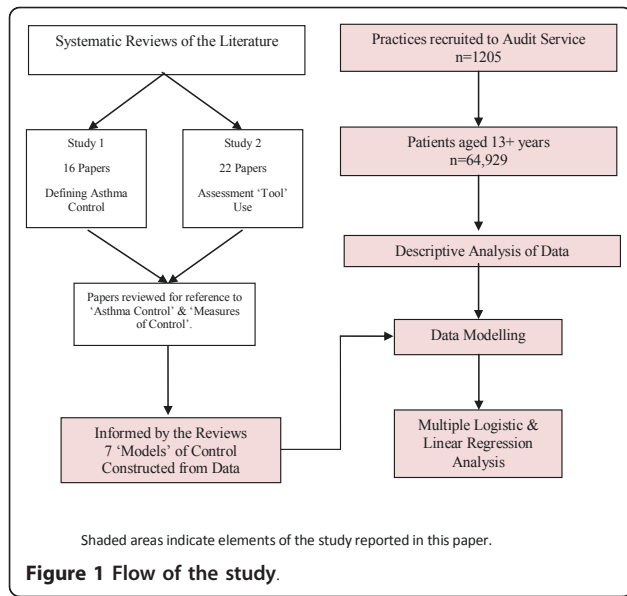 Systematic Reviews of the Literature
Study 1
16 Papers
Defining Asthma
Control
Study 2
22 Papers
Assessment ‘Tool’
Use
Papers reviewed for reference to
‘Asthma Control’ & ‘Measures
of Control’.
Informed by the Reviews
7 ‘Models’ of Control
Constructed from Data
Practices recruited to Audit Service
n=1205
Patients aged 13+ years
n=64,929
Descriptive Analysis of Data
Data Modelling
Multiple Logistic &
Linear Regression
Analysis
Shaded areas indicate elements of the study reported in this paper.
Figure 1 Flow of the study.